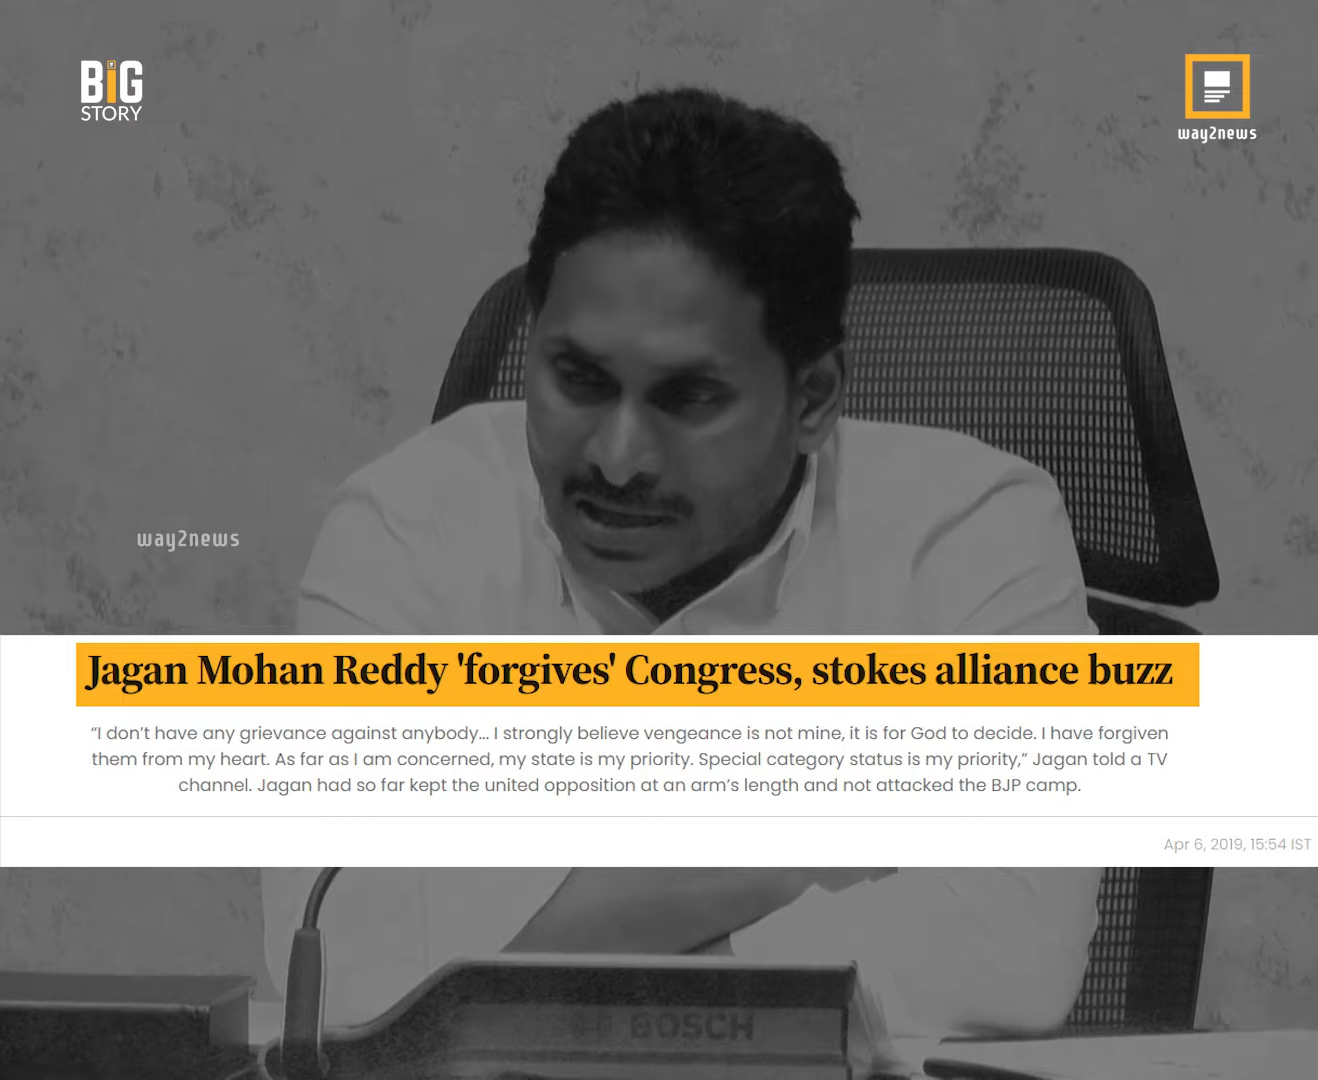 BiG
STORY
way2news
way2news
Jagan Mohan Reddy 'forgives' Congress, stokes alliance buzz
“I don’t have any grievance against anybody... I strongly believe vengeance is not mine, it is for God to decide. I have forgiven
them from my heart. As far as I am concerned, my state is my priority. Special category status is my priority,” Jagan told a TV
channel. Jagan had so far kept the united opposition at an arm’s length and not attacked the BJP camp.
Apr 6, 2019, 15:54 IST
BOSCH